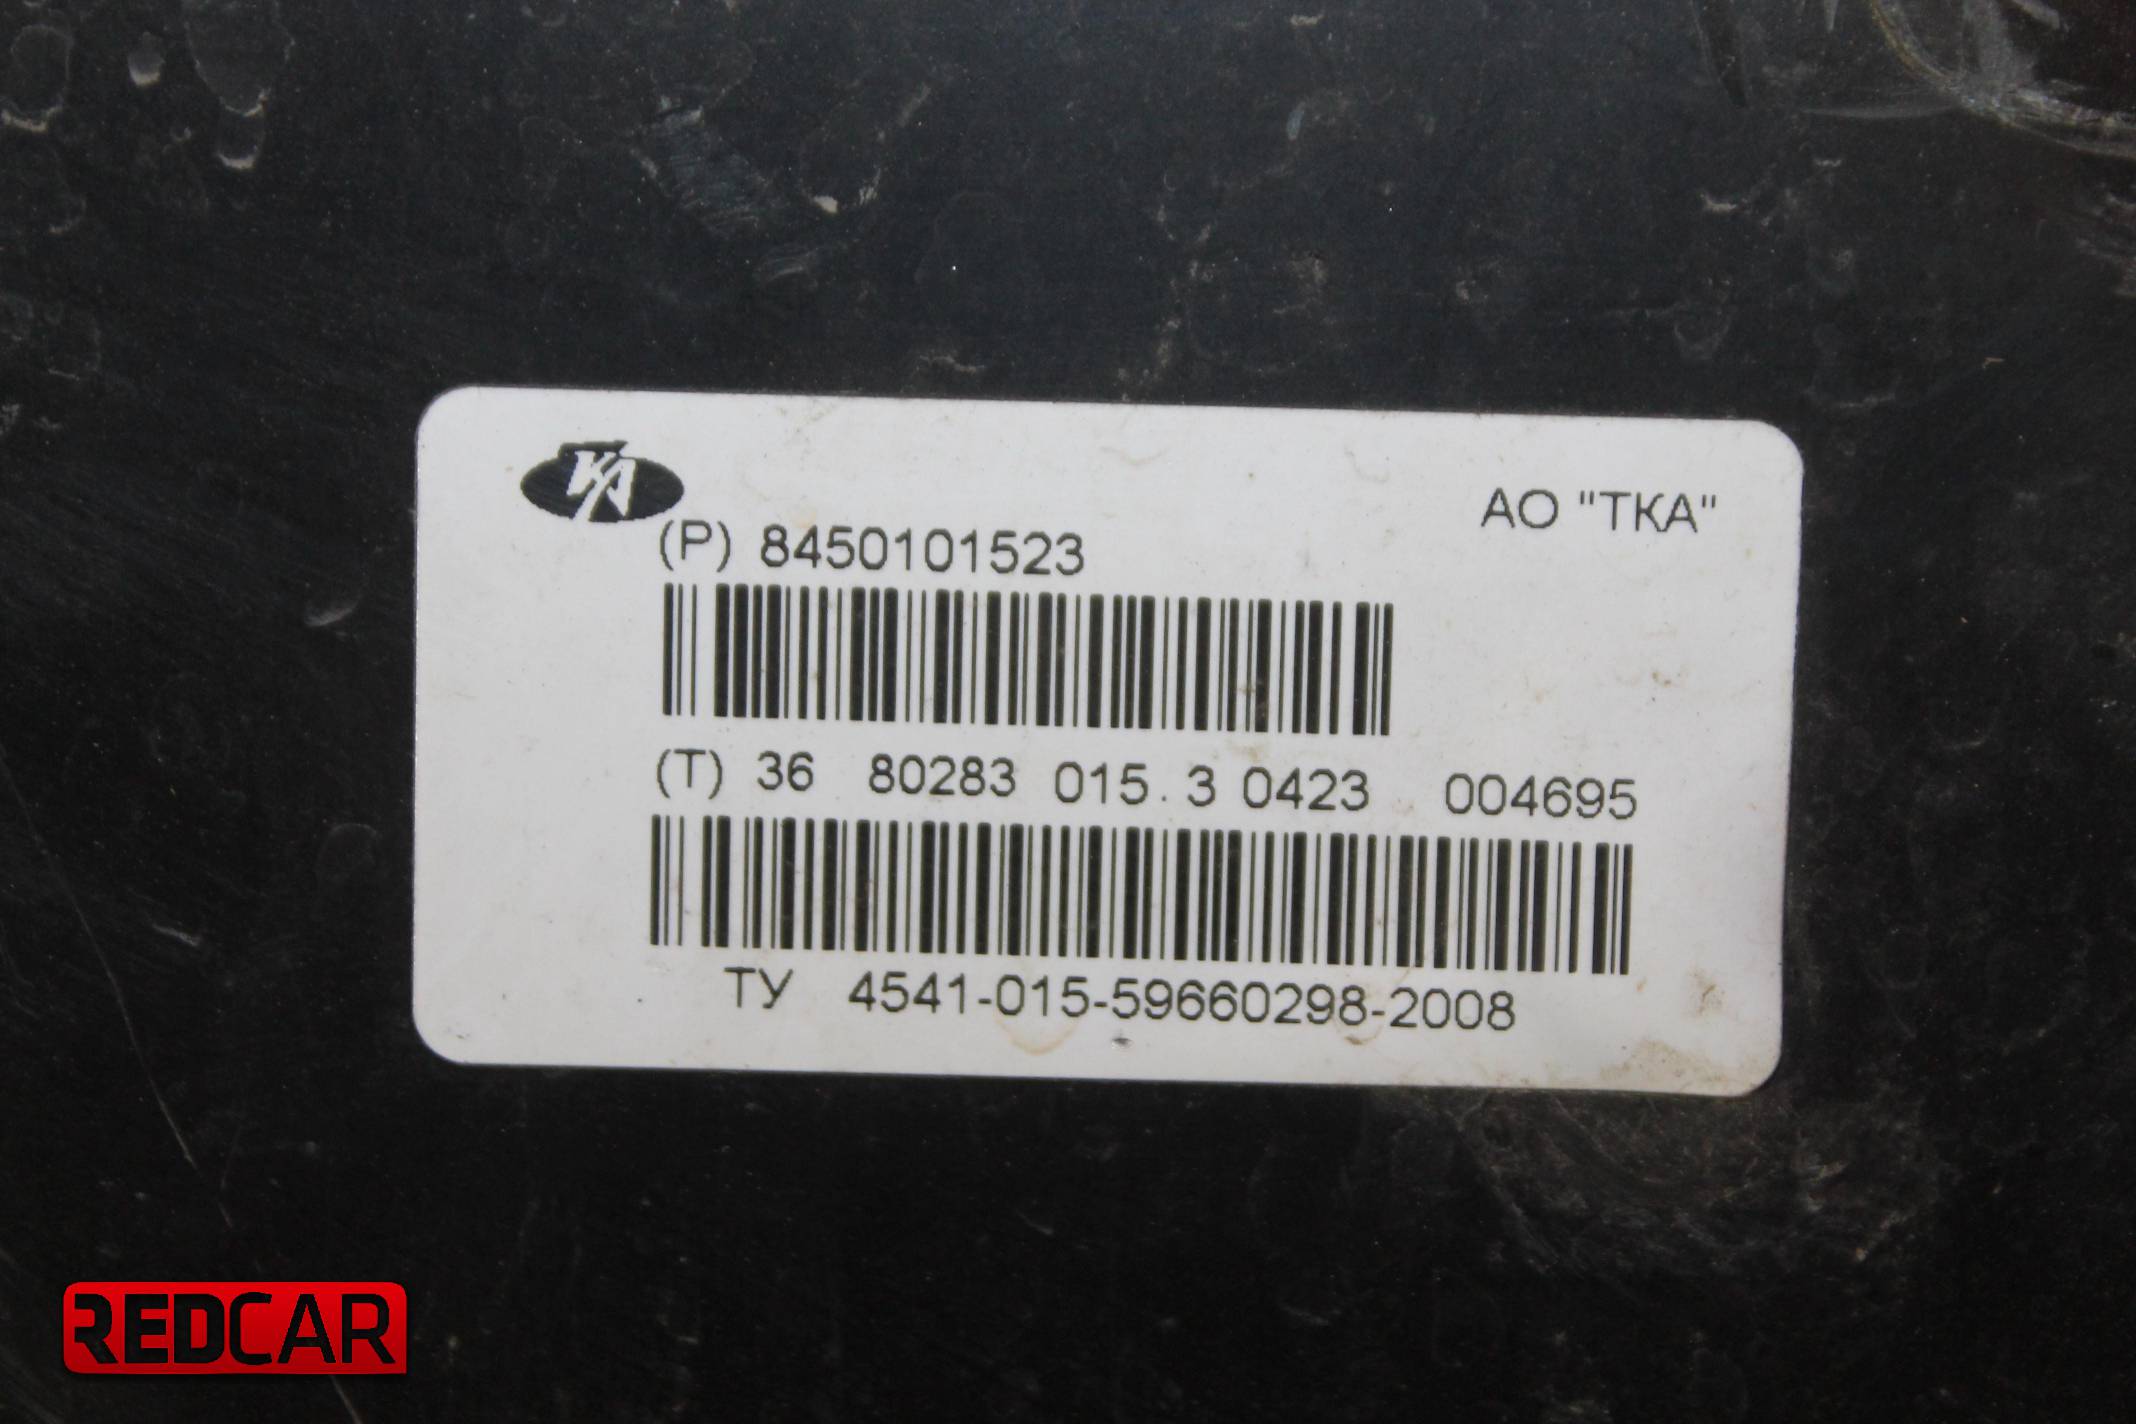 АО "ТКА"
(P) 8450101523
(T) 36 80283 015.3 0423 004695
ТУ 4541-015-59660298-2008
REDCAR